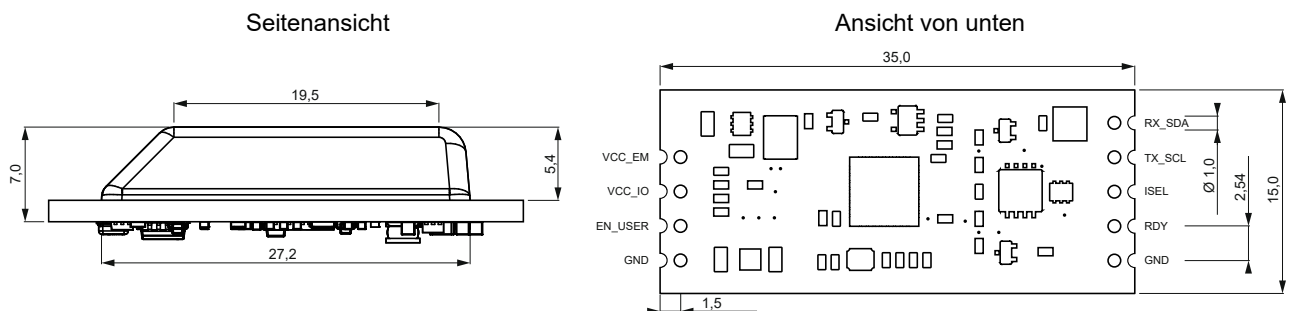 Seitenansicht
19,5
7,0
5,4
27,2
Ansicht von unten
35,0
VCC_EM
VCC_IO
EN_USER
GND
RX_SDA
TX_SCL
ISEL
RDY
GND
Ø 1,0
2,54
15,0
1,5